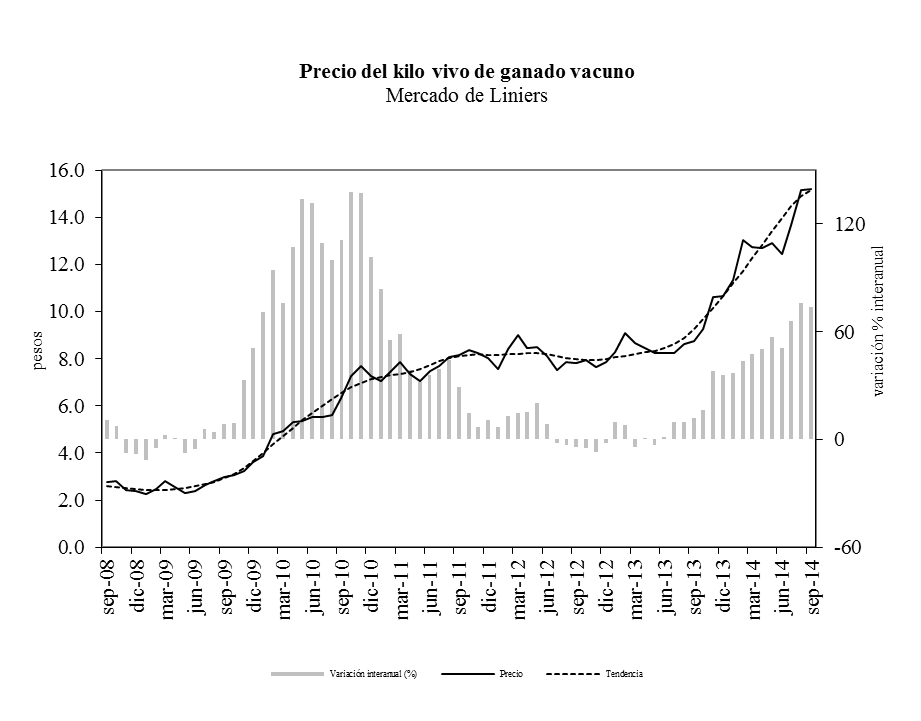 Precio del kilo vivo de ganado vacuno
Mercado de Liniers
16.0
14.0
12.0
10.0
8.0
6.0
4.0
2.0
0.0
pesos
120
60
0
-60
variación % interanual
sep-08
dic-08
mar-09
jun-09
sep-09
dic-09
mar-10
jun-10
sep-10
dic-10
mar-11
jun-11
sep-11
dic-11
mar-12
jun-12
sep-12
dic-12
mar-13
jun-13
sep-13
dic-13
mar-14
jun-14
sep-14
Variación interanual (%)
Precio
Tendencia